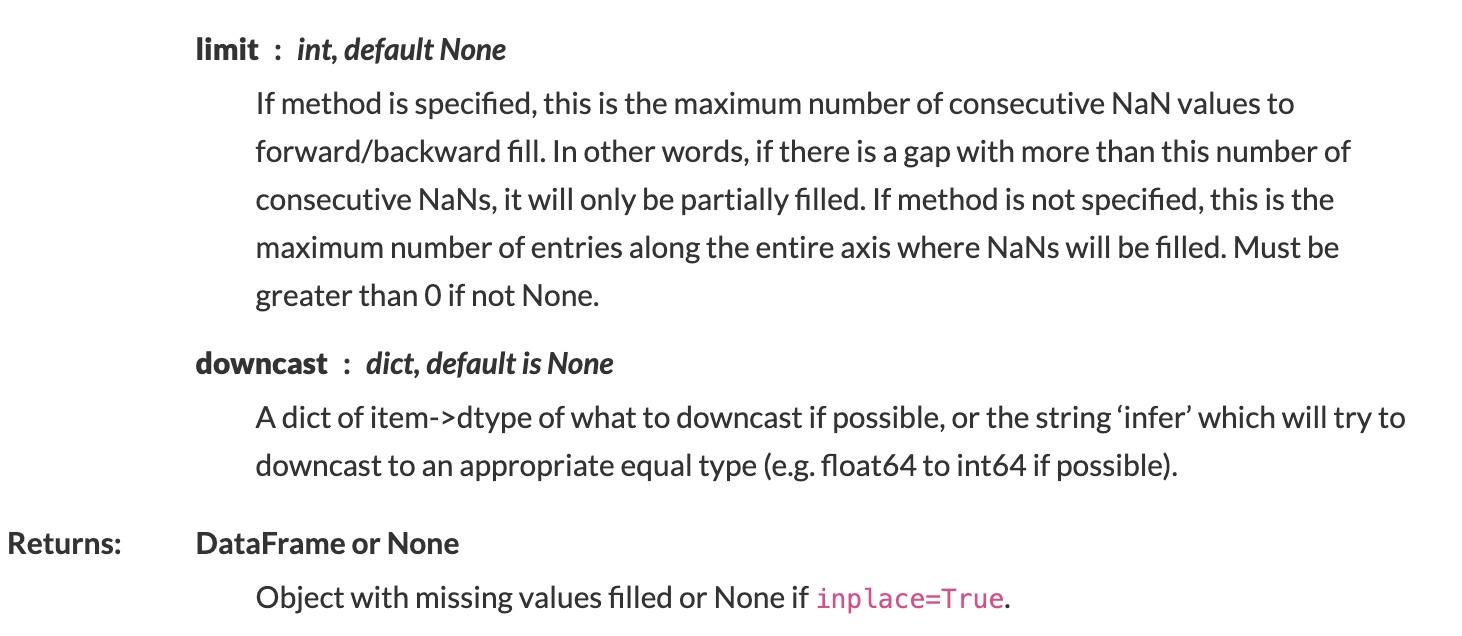 limit : int, default None
If method is specified, this is the maximum number of consecutive NaN values to
forward/backward fill. In other words, if there is a gap with more than this number of
consecutive NaNs, it will only be partially filled. If method is not specified, this is the
maximum number of entries along the entire axis where NaNs will be filled. Must be
greater than 0 if not None.
downcast : dict, default is None
A dict of item->dtype of what to downcast if possible, or the string ‘infer’ which will try to
downcast to an appropriate equal type (e.g. float64 to int64 if possible).
Returns: DataFrame or None
Object with missing values filled or None if inplace=True.